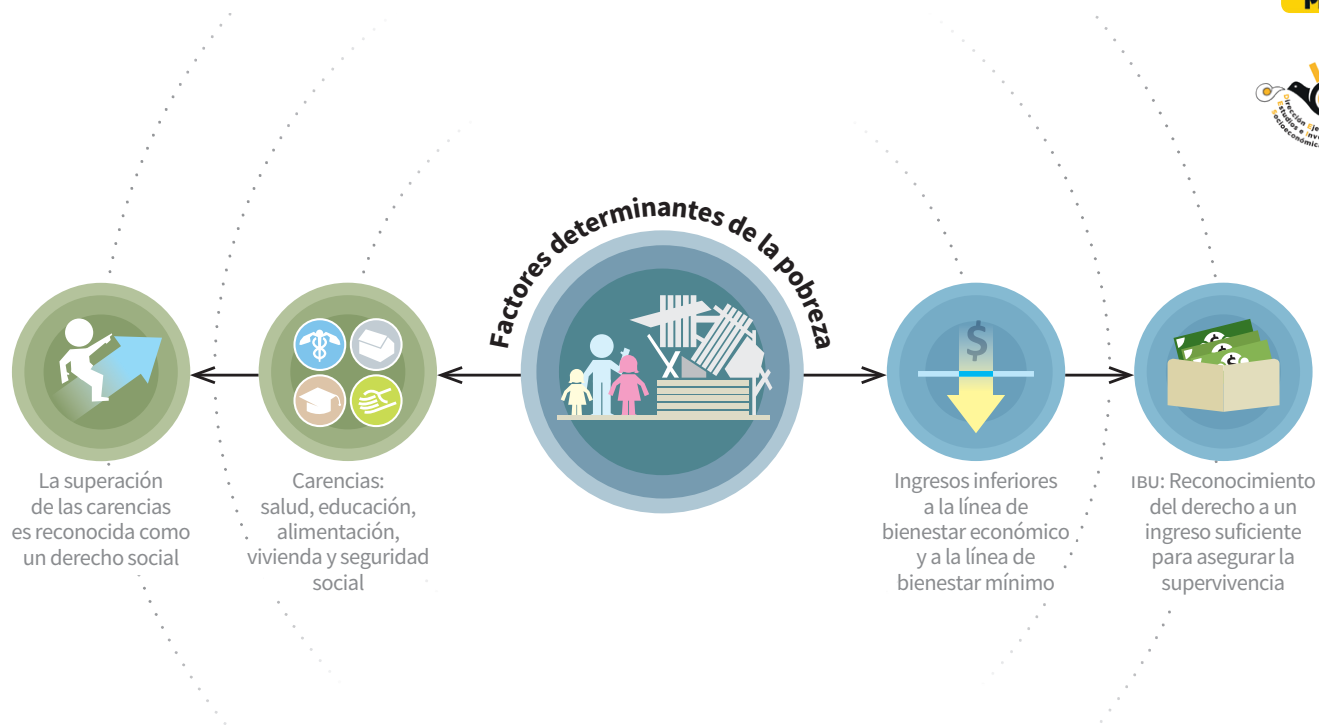 Factores determinantes de la pobreza
La superación
de las carencias
es reconocida como
un derecho social
Carencias:
salud, educación,
alimentación,
vivienda y seguridad
social
$
Ingresos inferiores
a la línea de
bienestar económico
y a la línea de
bienestar mínimo
IBU: Reconocimiento
del derecho a un
ingreso suficiente
para asegurar la
supervivencia